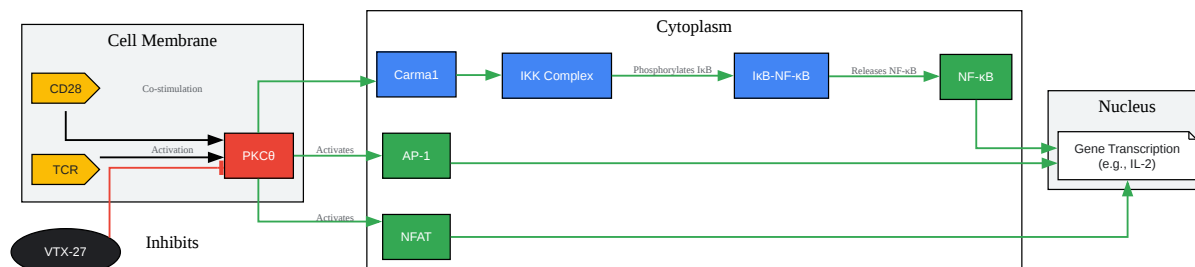 Cell Membrane
CD28
Co-stimulation
TCR
Activation
PKCθ
VTX-27
Inhibits
Cytoplasm
Carma1
IKK Complex
Phosphorylates IκB
IκB-NF-κB
Releases NF-κB
NF-κB
Activates
AP-1
Activates
NFAT
Nucleus
Gene Transcription
(e.g., IL-2)